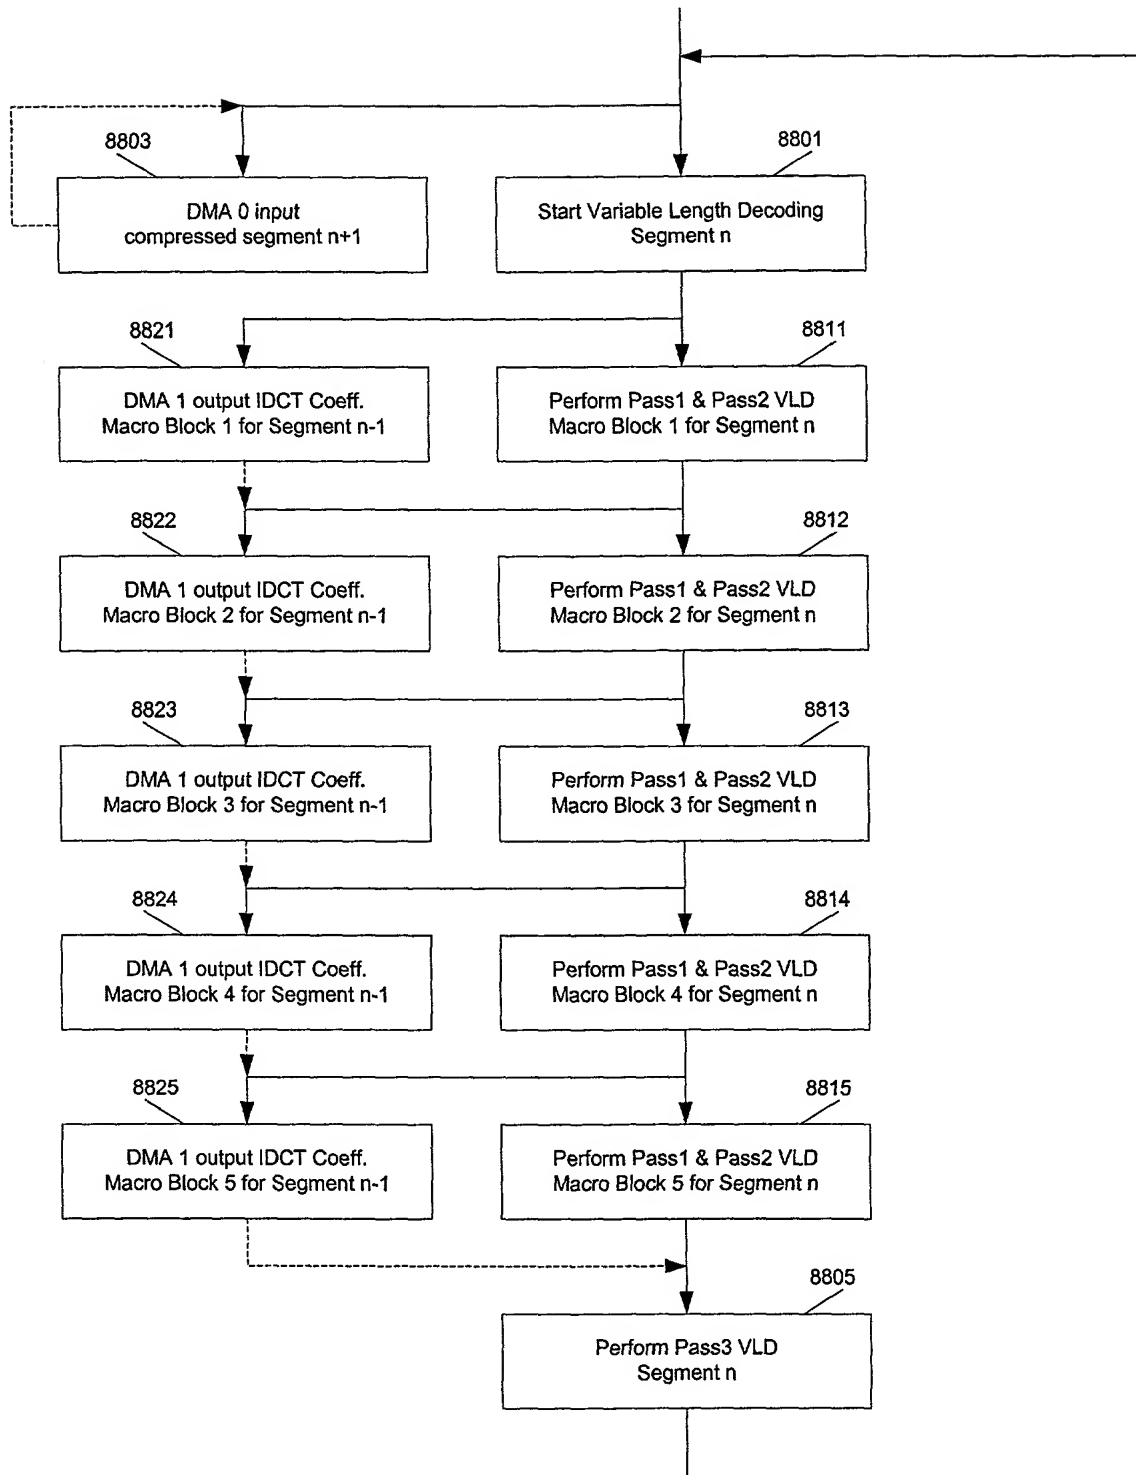 8803
8801
DMA 0 input
compressed segment n+1
Start Variable Length Decoding
Segment n
8821
8811
DMA 1 output IDCT Coeff.
Macro Block 1 for Segment n-1
Perform Pass1 & Pass2 VLD
Macro Block 1 for Segment n
8822
8812
DMA 1 output IDCT Coeff.
Macro Block 2 for Segment n-1
Perform Pass1 & Pass2 VLD
Macro Block 2 for Segment n
8823
8813
DMA 1 output IDCT Coeff.
Macro Block 3 for Segment n-1
Perform Pass1 & Pass2 VLD
Macro Block 3 for Segment n
8824
8814
DMA 1 output IDCT Coeff.
Macro Block 4 for Segment n-1
Perform Pass1 & Pass2 VLD
Macro Block 4 for Segment n
8825
8815
DMA 1 output IDCT Coeff.
Macro Block 5 for Segment n-1
Perform Pass1 & Pass2 VLD
Macro Block 5 for Segment n
8805
Perform Pass3 VLD
Segment n